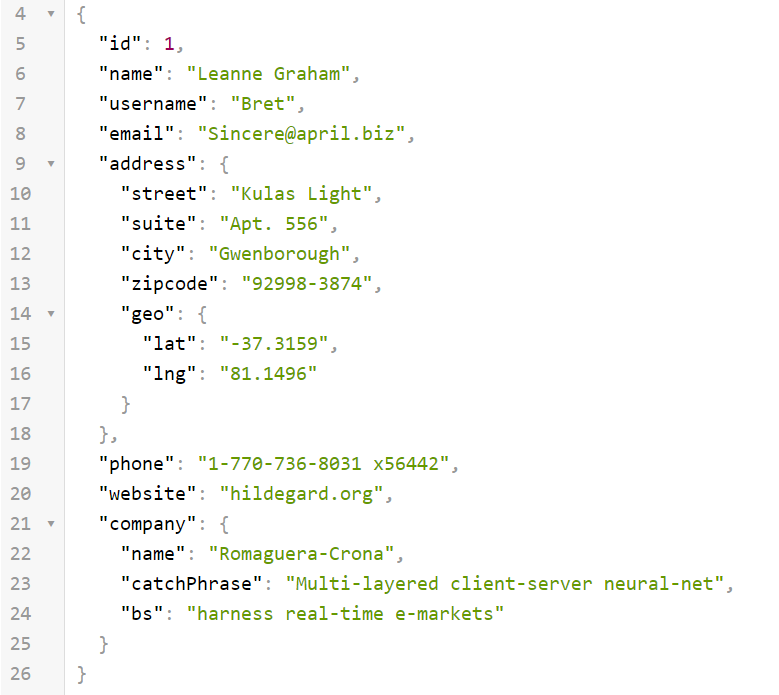 4 {
5 "id": 1,
6 "name": "Leanne Graham",
7 "username": "Bret",
8 "email": "Sincere@april.biz",
9 "address": {
10 "street": "Kulas Light",
11 "suite": "Apt. 556",
12 "city": "Gwenborough",
13 "zipcode": "92998-3874",
14 "geo": {
15 "lat": "-37.3159",
16 "lng": "81.1496"
17 }
18 },
19 "phone": "1-770-736-8031 x56442",
20 "website": "hildegard.org",
21 "company": {
22 "name": "Romaguera-Crona",
23 "catchPhrase": "Multi-layered client-server neural-net",
24 "bs": "harness real-time e-markets"
25 }
26 }